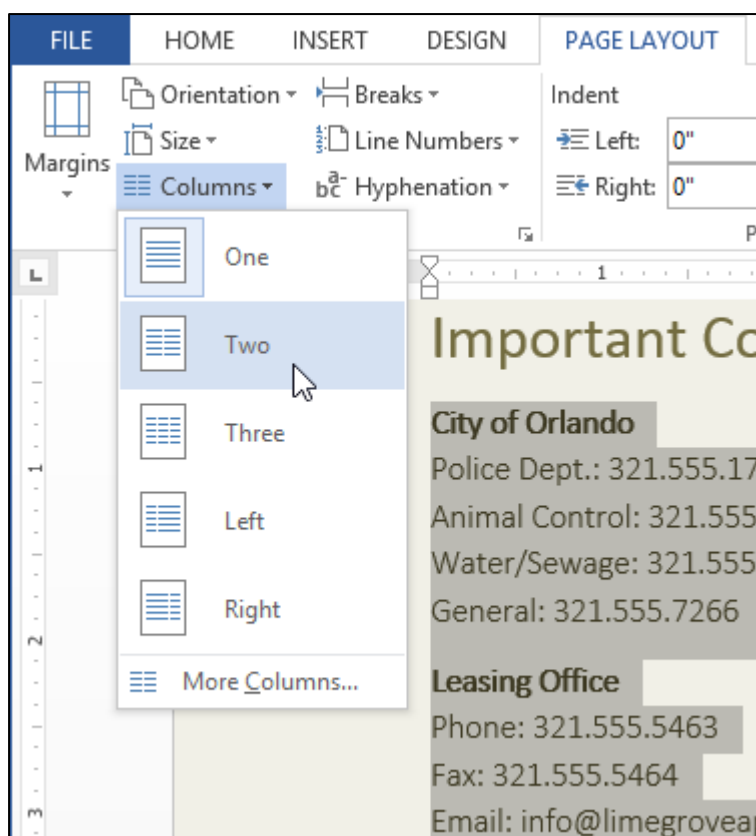 FILE HOME INSERT DESIGN PAGE LAYOUT
Orientation Breaks Indent
Size Line Numbers Left: 0"
Margins
Columns Hyphenation Right: 0"
One
Two
Three
Left
Right
More Columns...
1
Important
City of Orlando
Police Dept.: 321.555.17
Animal Control: 321.555
Water/Sewage: 321.555
General: 321.555.7266
Leasing Office
Phone: 321.555.5463
Fax: 321.555.5464
Email: info@limegrovea
1
2
3